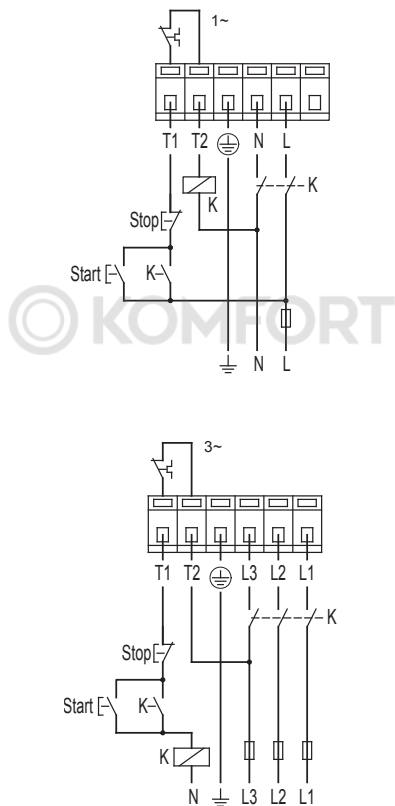 1~
T1 T2 N L
K
K
Stop
Start K
KOMFORT
N L
3~
T1 T2 L3 L2 L1
K
Stop
Start K
K
N L3 L2 L1